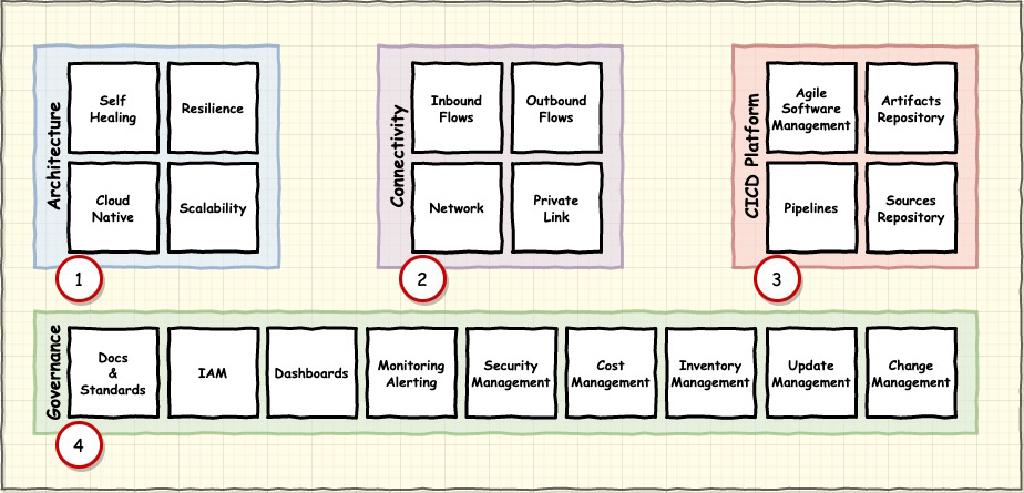 Architecture
Self
Healing
Resilience
Cloud
Native
Scalability
1
Connectivity
Inbound
Flows
Outbound
Flows
Network
Private
Link
2
CICD Platform
Agile
Software
Management
Artifacts
Repository
Pipelines
Sources
Repository
3
Governance
Docs
&
Standards
IAM
Dashboards
Monitoring
Alerting
Security
Management
Cost
Management
Inventory
Management
Update
Management
Change
Management
4